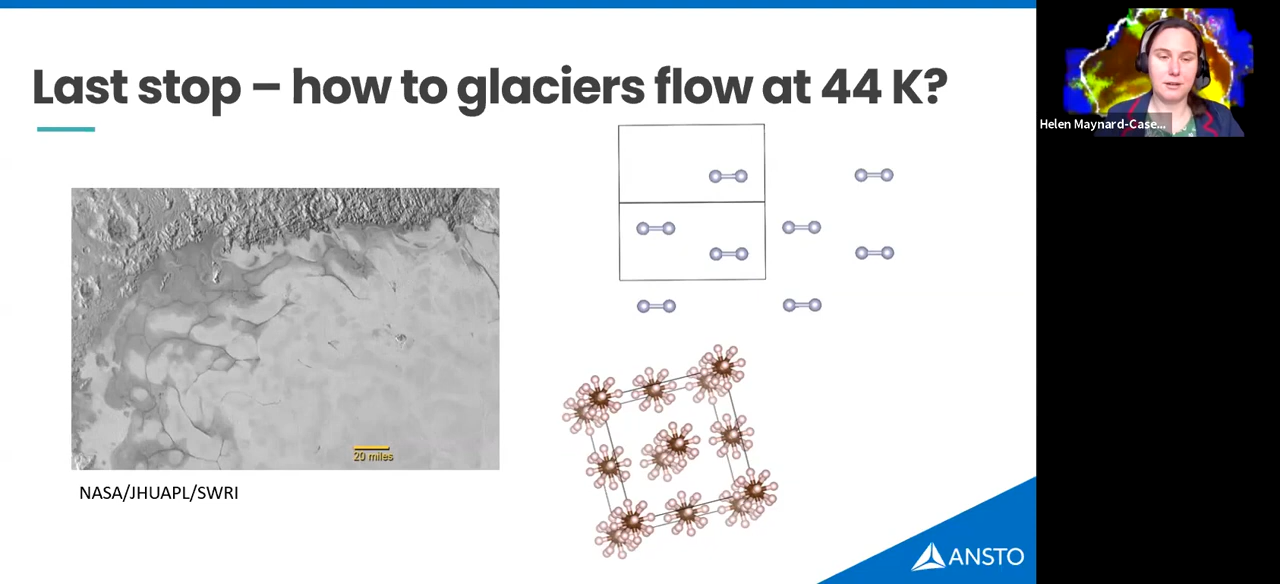 Last stop – how to glaciers flow at 44 K?
Helen Maynard-Case...
20 miles
NASA/JHUAPL/SWRI
ANSTO